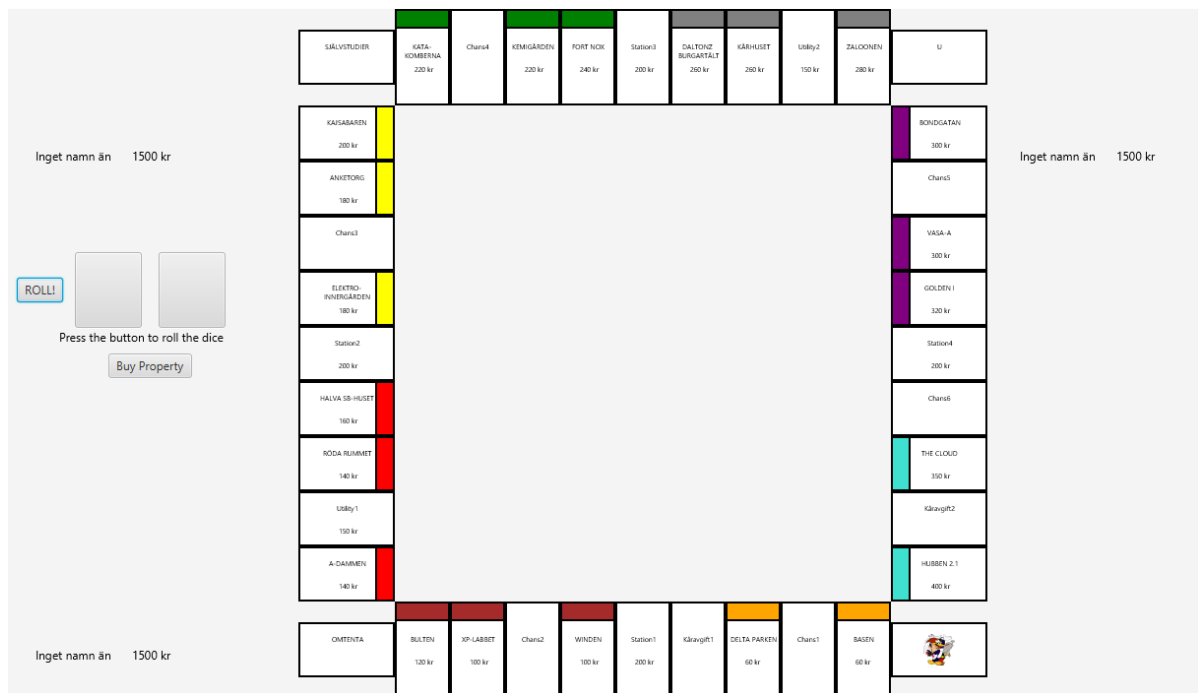 SJÄLVSTUDIER
KATA-
KOMBERNA
220 kr
Chans4
KEMIGÅRDEN
220 kr
FORT NOX
240 kr
Station3
200 kr
DALTONZ
BURGARTÄLT
260 kr
KÅRHUSET
260 kr
Utility2
150 kr
ZALOONEN
280 kr
U
Inget namn än 1500 kr
ROLL!
Press the button to roll the dice
Buy Property
KAJSABAREN
200 kr
ANKETORG
180 kr
Chans3
ELEKTRO-
INNERGÅRDEN
180 kr
Station2
200 kr
HALVA SB-HUSET
160 kr
RÖDA RUMMET
140 kr
Utility1
150 kr
A-DAMMEN
140 kr
BONDGATAN
300 kr
Chans5
VASA-A
300 kr
GOLDEN I
320 kr
Station4
200 kr
Chans6
THE CLOUD
350 kr
Kåravgift2
HUBBEN 2.1
400 kr
Inget namn än 1500 kr
Inget namn än 1500 kr
OMTENTA
BULTEN
120 kr
XP-LABBET
100 kr
Chans2
WINDEN
100 kr
Station1
200 kr
Kåravgift1
DELTA PARKEN
60 kr
Chans1
BASEN
60 kr